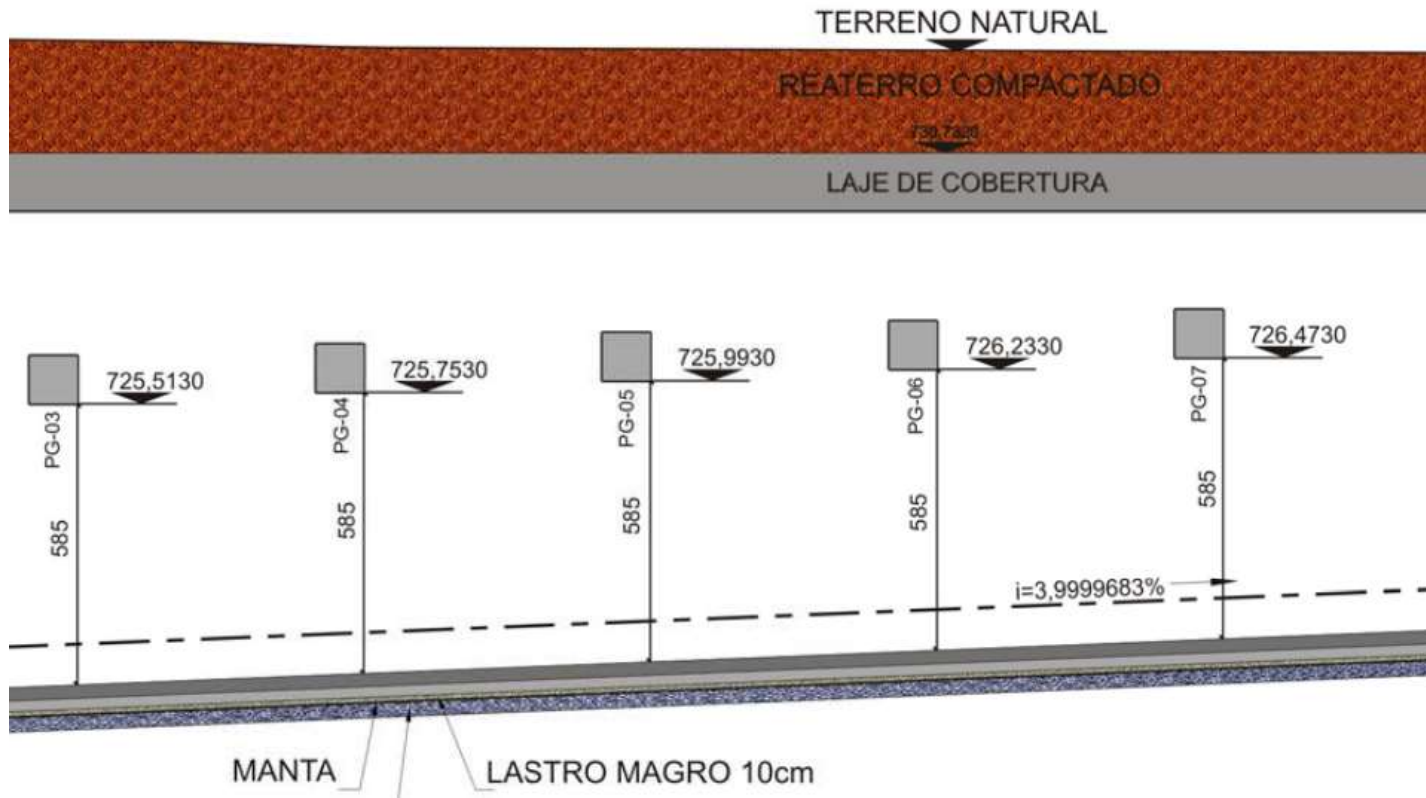 TERRENO NATURAL
REATERRO COMPACTADO
LAJE DE COBERTURA
725,5130
725,7530
725,9930
726,2330
726,4730
PG-03
PG-04
PG-05
PG-06
PG-07
585
585
585
585
585
i=3,9999683%
MANTA
LASTRO MAGRO 10cm